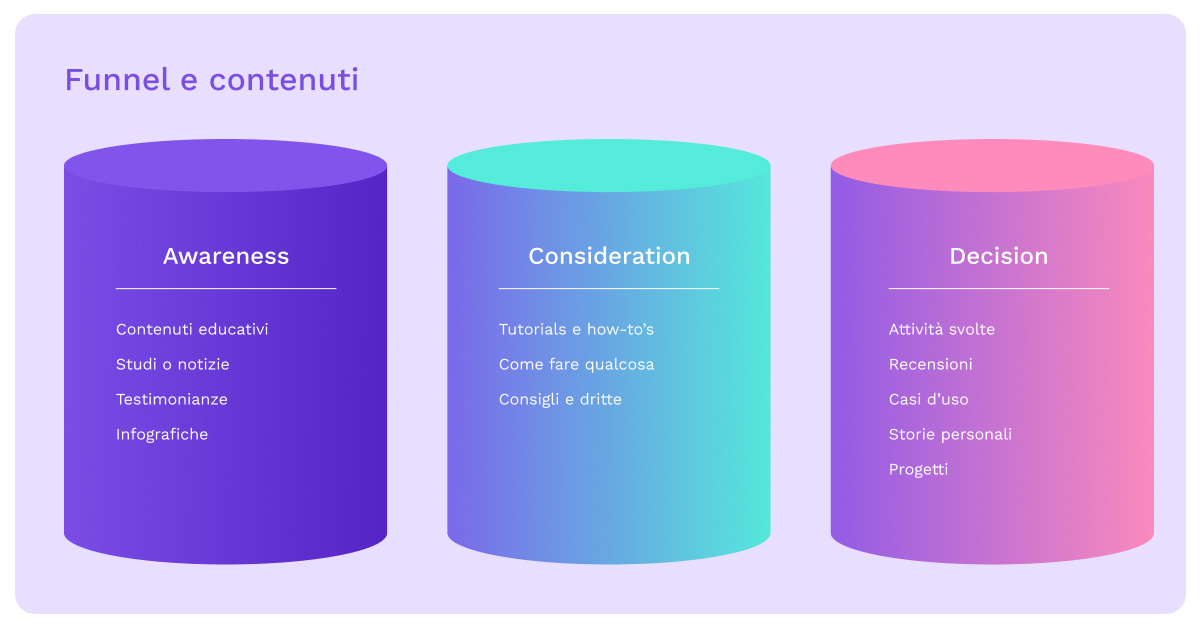 Funnel e contenuti
Awareness
Contenuti educativi
Studi o notizie
Testimonianze
Infografiche
Consideration
Tutorials e how-to’s
Come fare qualcosa
Consigli e dritte
Decision
Attività svolte
Recensioni
Casi d’uso
Storie personali
Progetti